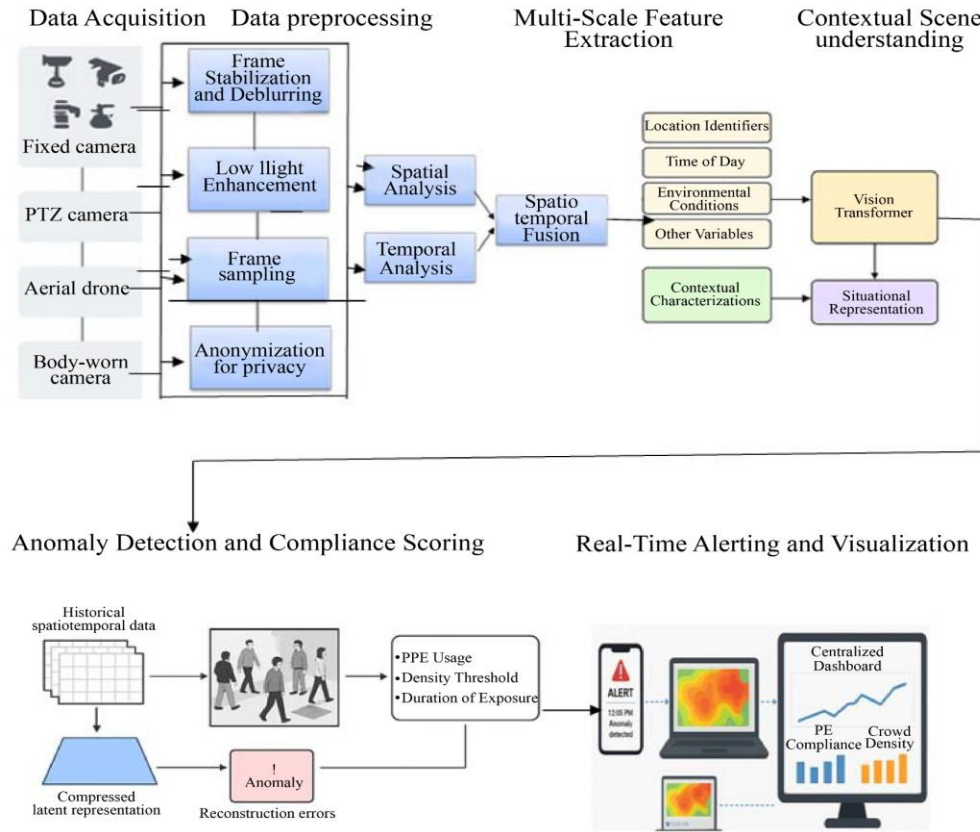 Data Acquisition
Data preprocessing
Multi-Scale Feature
Extraction
Contextual Scene
understanding
Fixed camera
PTZ camera
Aerial drone
Body-worn
camera
Frame
Stabilization
and Deblurring
Low llight
Enhancement
Frame
sampling
Anonymization
for privacy
Spatial
Analysis
Temporal
Analysis
Spatio
temporal
Fusion
Location Identifiers
Time of Day
Environmental
Conditions
Other Variables
Contextual
Characterizations
Vision
Transformer
Situational
Representation
Anomaly Detection and Compliance Scoring
Real-Time Alerting and Visualization
Historical
spatiotemporal data
Compressed
latent representation
!
Anomaly
Reconstruction errors
•PPE Usage
•Density Threshold
•Duration of Exposure
ALERT
12:05 PM
Anomaly
detected
Centralized
Dashboard
PE
Compliance
Crowd
Density